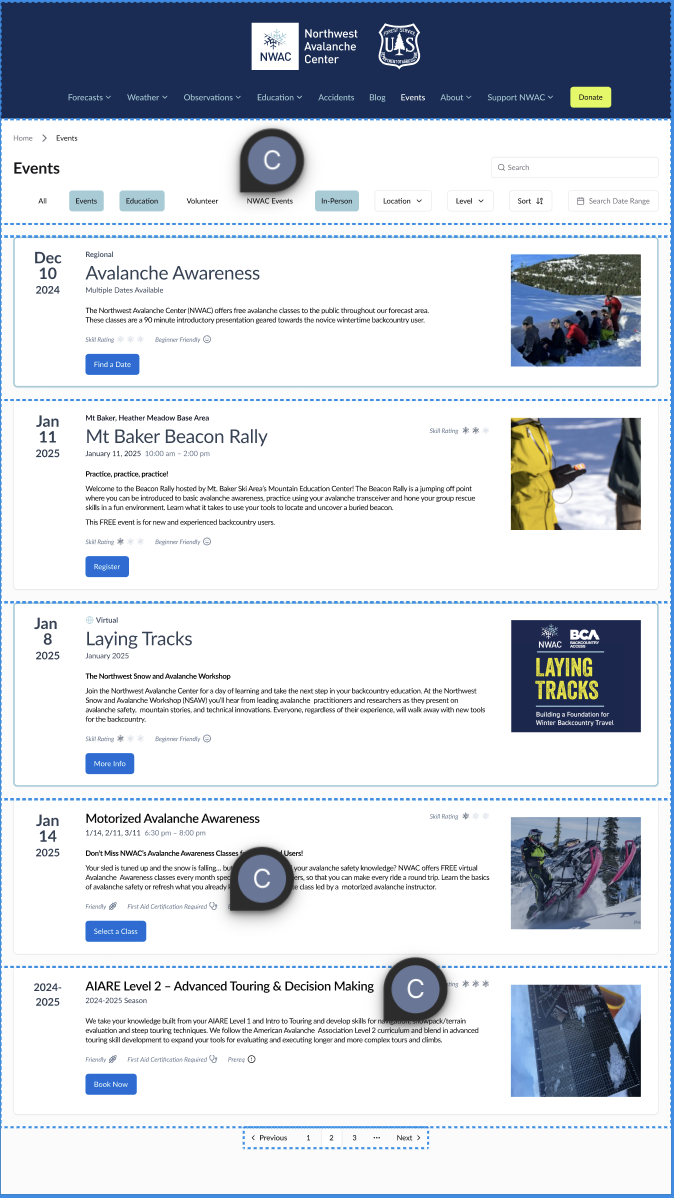 NWAC
Northwest
Avalanche
Center
FOREST SERVICE
U S
DEPARTMENT OF AGRICULTURE
Forecasts Weather Observations Education Accidents Blog Events About Support NWAC Donate
Home > Events
C
Events
Search
All Events Education Volunteer NWAC Events In-Person Location Level Sort Search Date Range
Dec
10
2024
Regional
Avalanche Awareness
Multiple Dates Available
The Northwest Avalanche Center (NWAC) offers free avalanche classes to the public throughout our forecast area.
These classes are a 90 minute introductory presentation geared towards the novice wintertime backcountry user.
Skill Rating Beginner Friendly
Find a Date
Jan
11
2025
Mt Baker, Heather Meadow Base Area
Mt Baker Beacon Rally
Skill Rating
January 11, 2025 10:00 am – 2:00 pm
Practice, practice, practice!
Welcome to the Beacon Rally hosted by Mt. Baker Ski Area's Mountain Education Center! The Beacon Rally is a jumping off point
where you can be introduced to basic avalanche awareness, practice using your avalanche transceiver and hone your group rescue
skills in a fun environment. Learn what it takes to use your tools to locate and uncover a buried beacon.
This FREE event is for new and experienced backcountry users.
Skill Rating Beginner Friendly
Register
Jan
8
2025
Virtual
Laying Tracks
January 2025
The Northwest Snow and Avalanche Workshop
Join the Northwest Avalanche Center for a day of learning and take the next step in your backcountry education. At the Northwest
Snow and Avalanche Workshop (NSAW) you'll hear from leading avalanche practitioners and researchers as they present on
avalanche safety, mountain stories, and technical innovations. Everyone, regardless of their experience, will walk away with new tools
for the backcountry.
Skill Rating Beginner Friendly
More Info
NWAC
BCA
BACKCOUNTRY
ACCESS
LAYING
TRACKS
Building a Foundation for
Winter Backcountry Travel
Jan
14
2025
Motorized Avalanche Awareness
Skill Rating
1/14, 2/11, 3/11 6:30 pm – 8:00 pm
Don't Miss NWAC's Avalanche Awareness Classes Users!
Your sled is tuned up and the snow is falling... your avalanche safety knowledge? NWAC offers FREE virtual
Avalanche Awareness classes every month so that you can make every ride a round trip. Learn the basics
of avalanche safety or refresh what you already class led by a motorized avalanche instructor.
C
Friendly First Aid Certification Required
Select a Class
2024-
2025
AIARE Level 2 – Advanced Touring & Decision Making
C
2024-2025 Season
We take your knowledge built from your AIARE Level 1 and Intro to Touring and develop skills for snowpack/terrain
evaluation and steep touring techniques. We follow the American Avalanche Association Level 2 curriculum and blend in advanced
touring skill development to expand your tools for evaluating and executing longer and more complex tours and climbs.
Friendly First Aid Certification Required Prereq
Book Now
Previous 1 2 3 ... Next